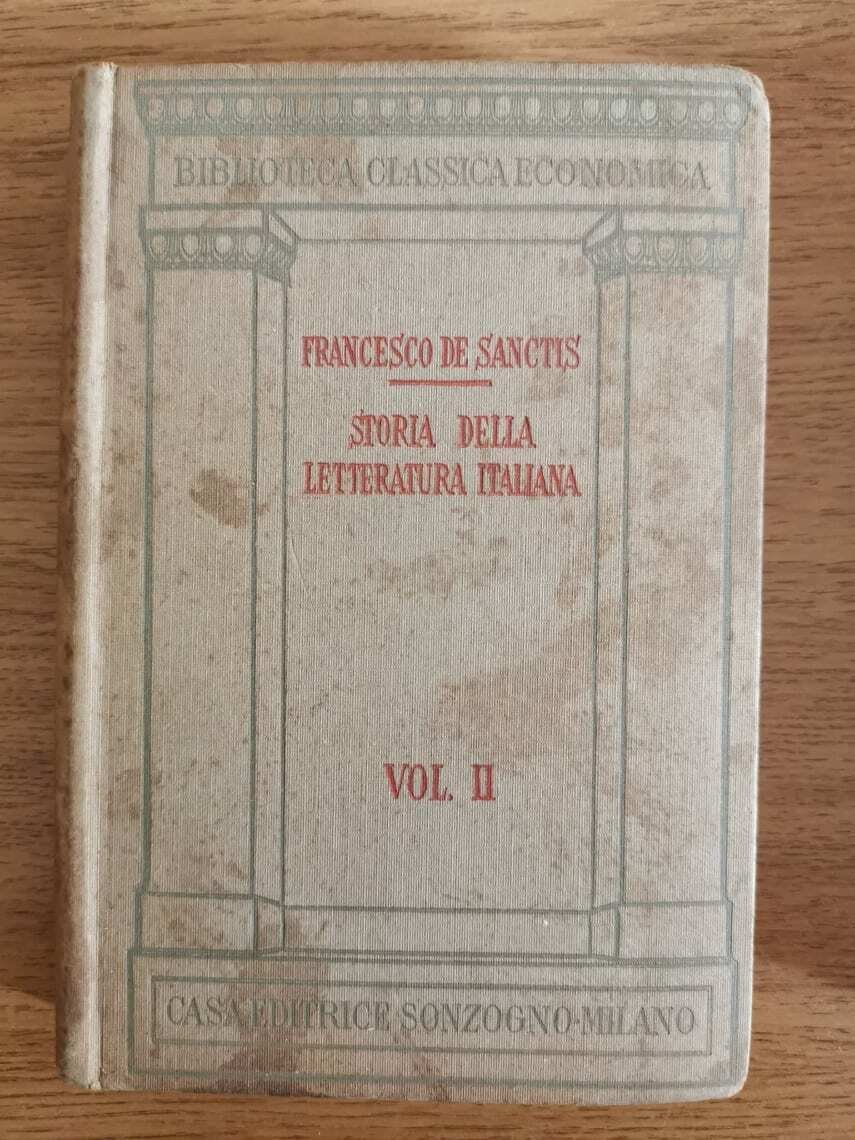 BIBLIOTECA CLASSICA ECONOMICA
FRANCESCO DE SANCTIS
STORIA DELLA
LETTERATURA ITALIANA
VOL. II
CASA EDITRICE SONZOGNO-MILANO